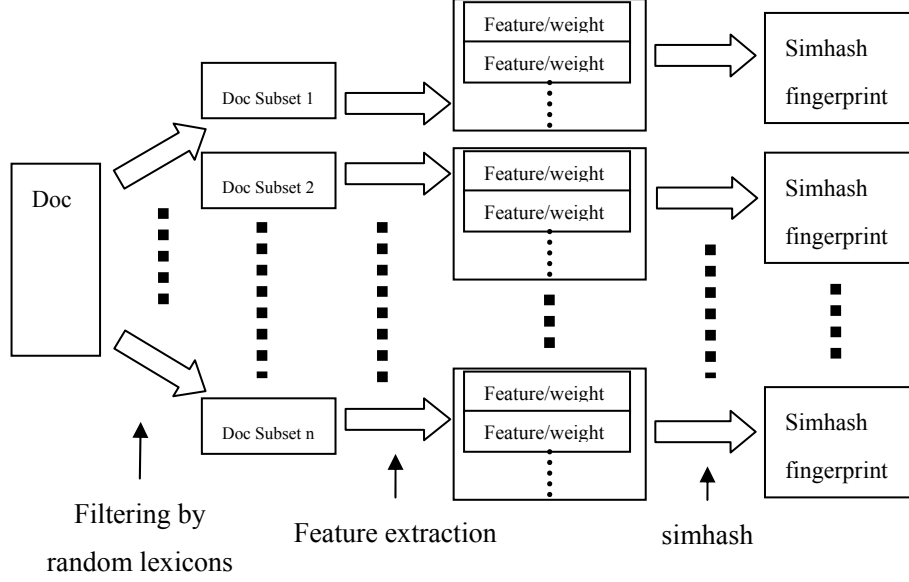 Doc
Doc Subset 1
Feature/weight
Feature/weight
Simhash
fingerprint
Doc Subset 2
Feature/weight
Feature/weight
Simhash
fingerprint
Doc Subset n
Feature/weight
Feature/weight
Simhash
fingerprint
Filtering by
random lexicons
Feature extraction
simhash